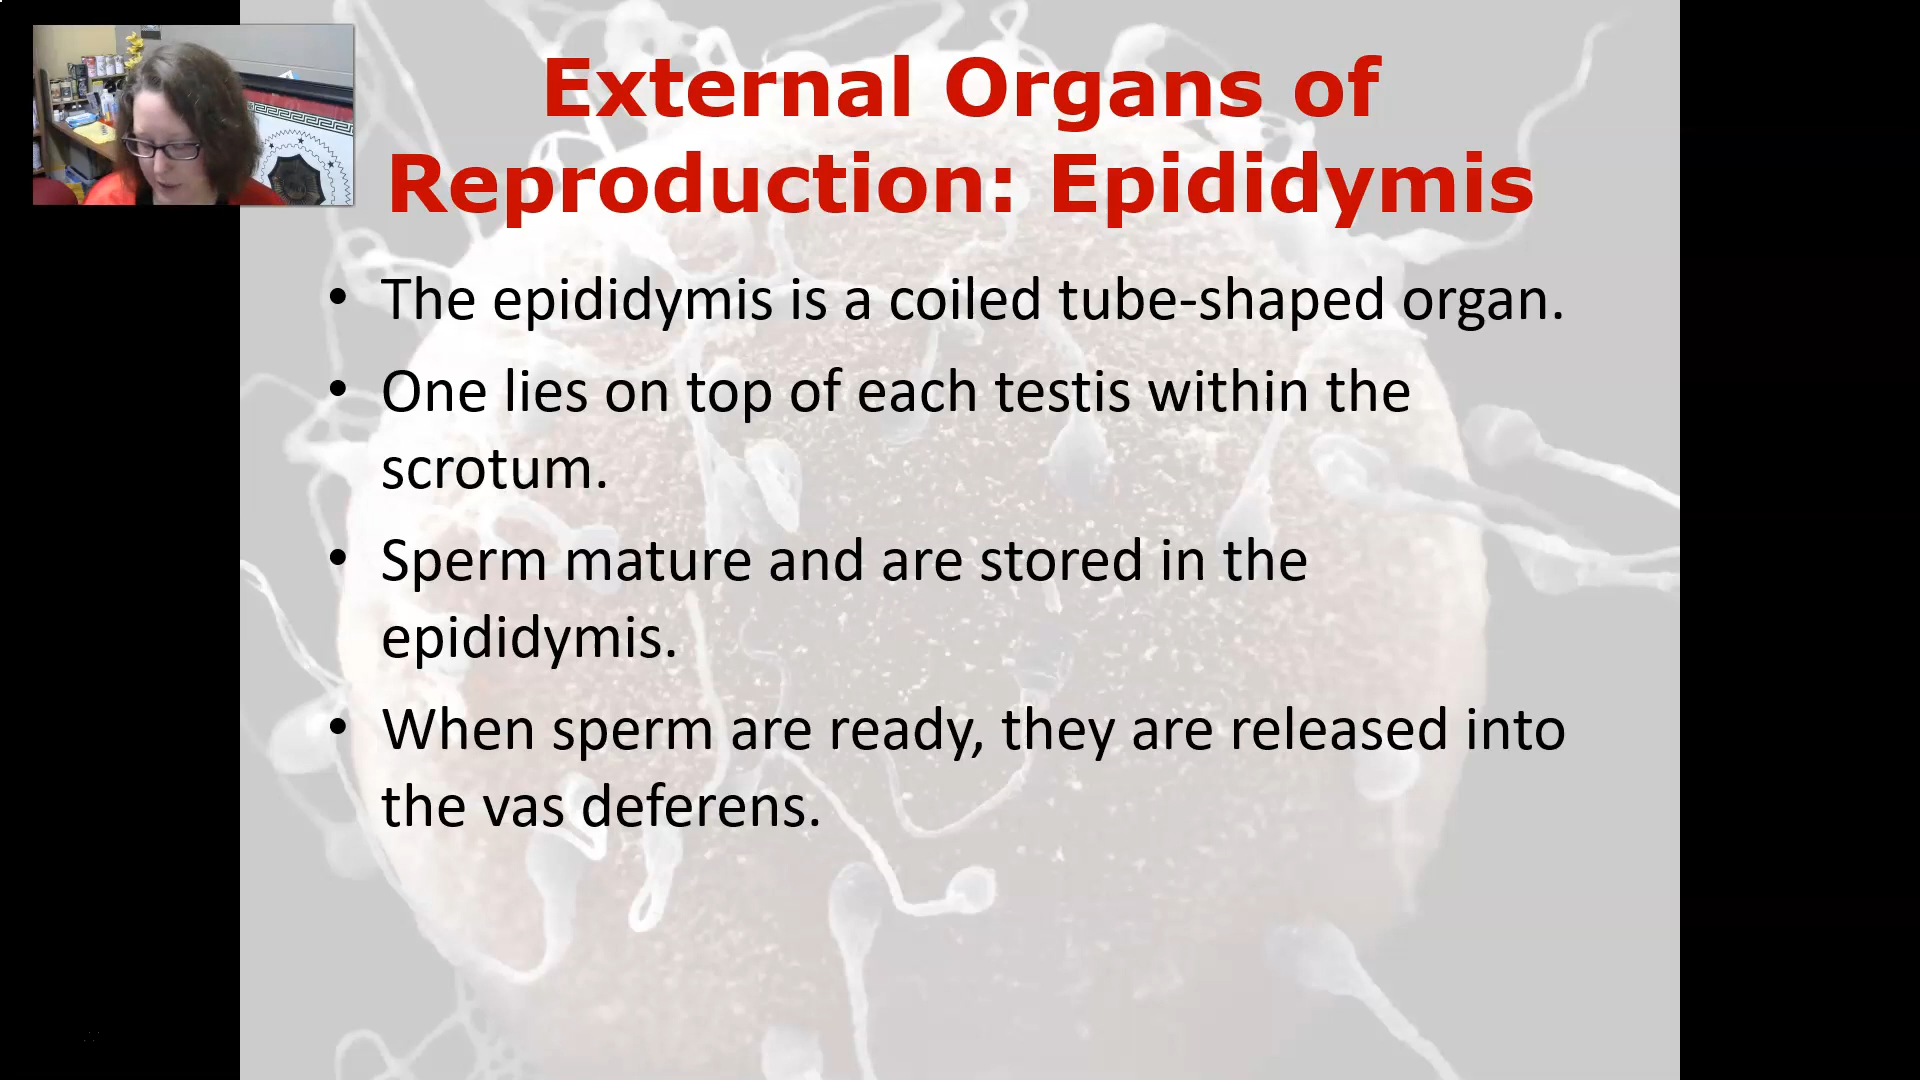 External Organs of
Reproduction: Epididymis
• The epididymis is a coiled tube-shaped organ.
• One lies on top of each testis within the
scrotum.
• Sperm mature and are stored in the
epididymis.
• When sperm are ready, they are released into
the vas deferens.